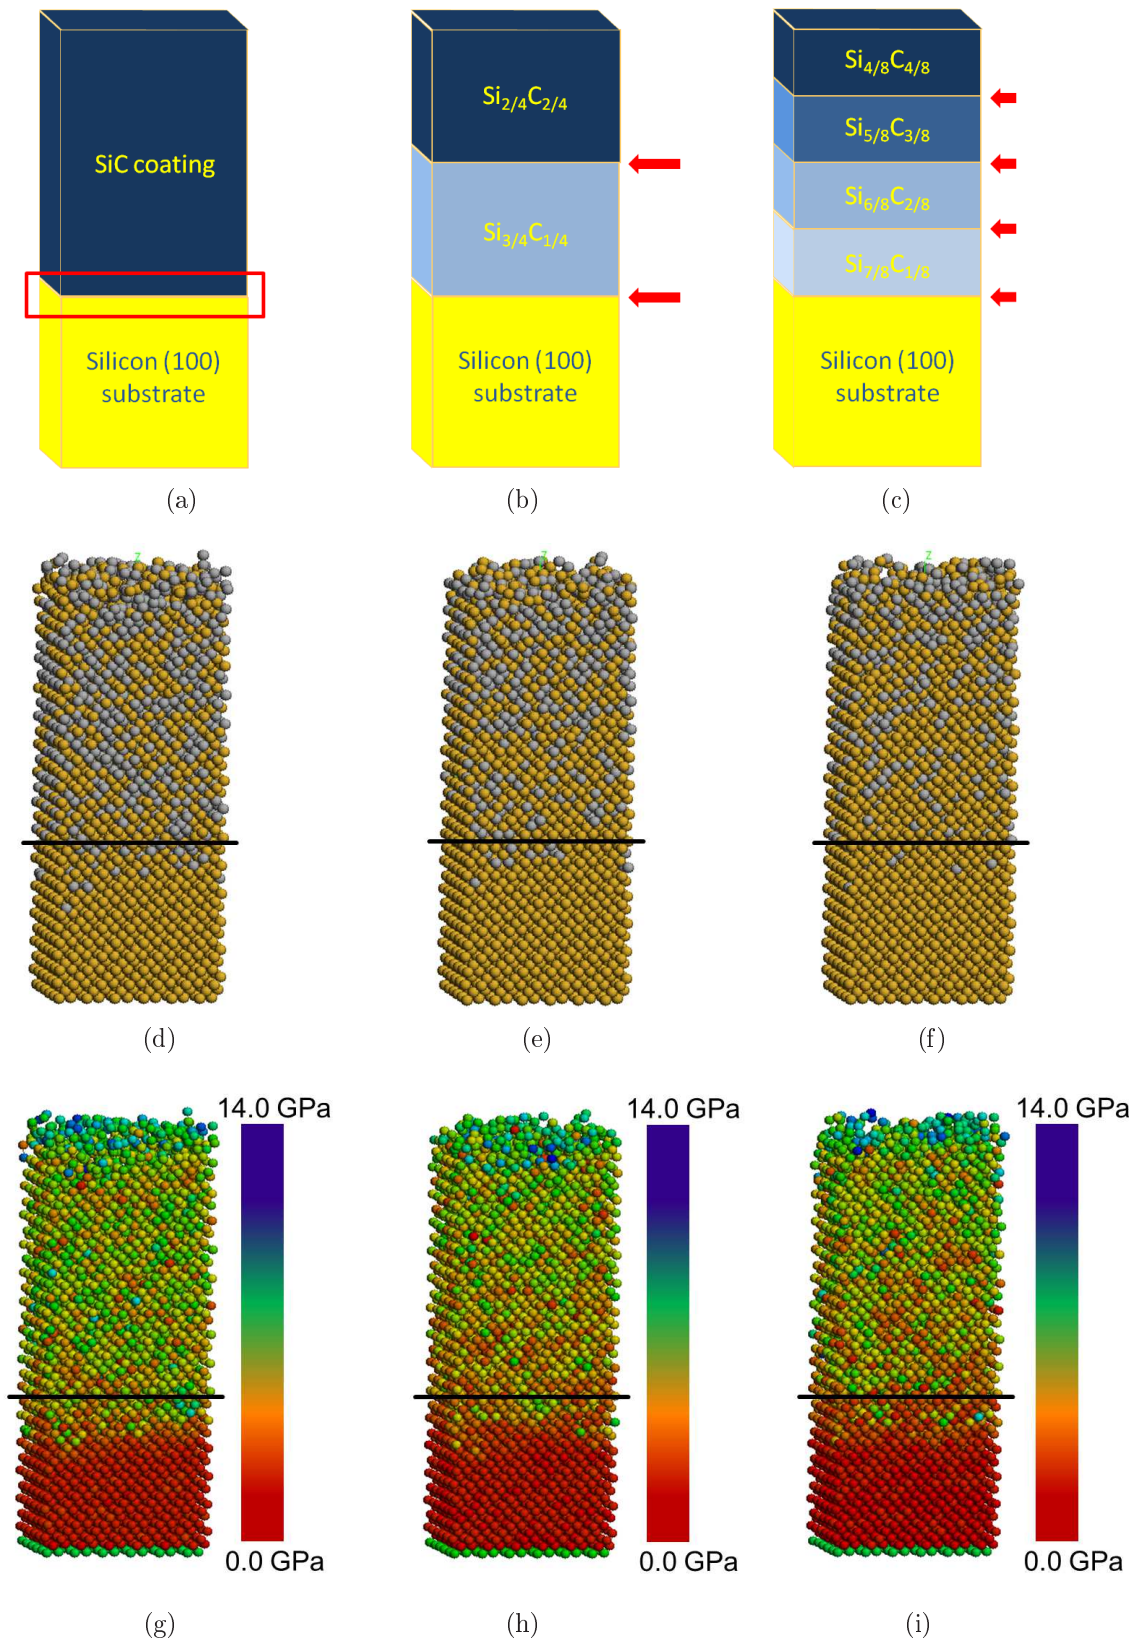 SiC coating
Silicon (100)
substrate
(a)
Si2/4C2/4
Si3/4C1/4
Silicon (100)
substrate
(b)
Si4/8C4/8
Si5/8C3/8
Si6/8C2/8
Si7/8C1/8
Silicon (100)
substrate
(c)
z
z
z
(d)
(e)
(f)
14.0 GPa
0.0 GPa
(g)
14.0 GPa
0.0 GPa
(h)
14.0 GPa
0.0 GPa
(i)